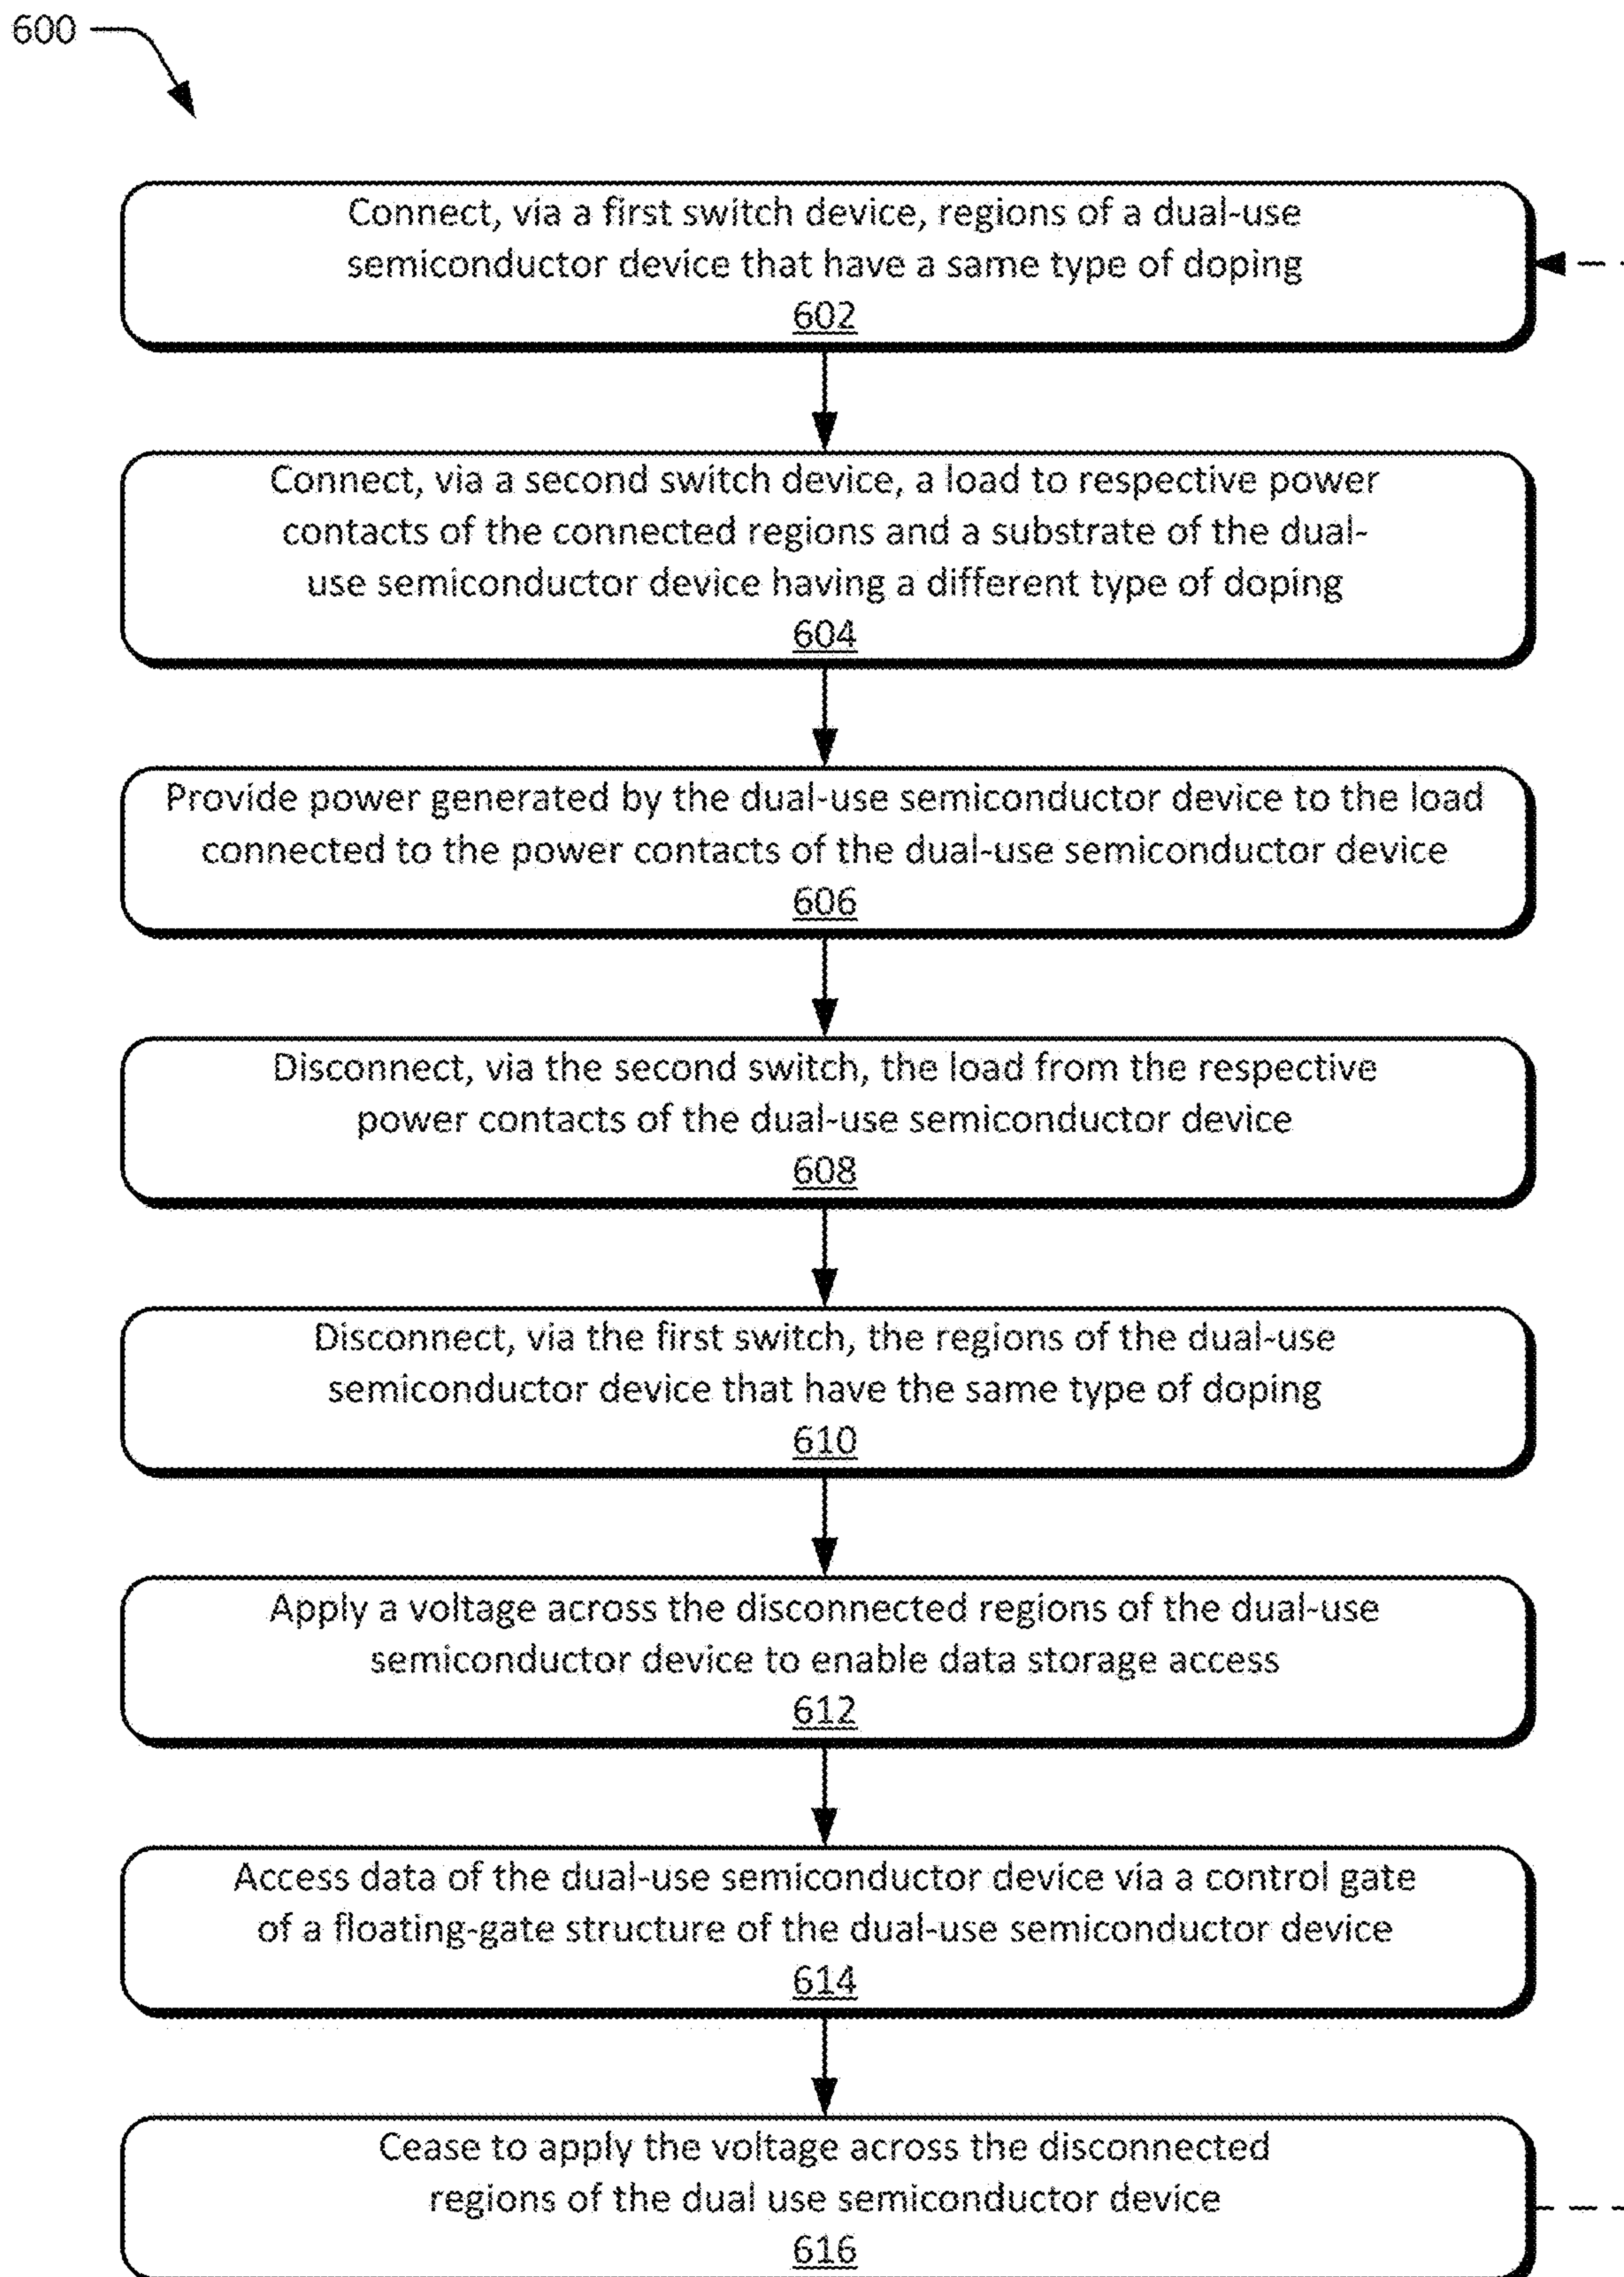 600
Connect, via a first switch device, regions of a dual-use
semiconductor device that have a same type of doping
602
Connect, via a second switch device, a load to respective power
contacts of the connected regions and a substrate of the dual-
use semiconductor device having a different type of doping
604
Provide power generated by the dual-use semiconductor device to the load
connected to the power contacts of the dual-use semiconductor device
606
Disconnect, via the second switch, the load from the respective
power contacts of the dual-use semiconductor device
608
Disconnect, via the first switch, the regions of the dual-use
semiconductor device that have the same type of doping
610
Apply a voltage across the disconnected regions of the dual-use
semiconductor device to enable data storage access
612
Access data of the dual-use semiconductor device via a control gate
of a floating-gate structure of the dual-use semiconductor device
614
Cease to apply the voltage across the disconnected
regions of the dual use semiconductor device
616